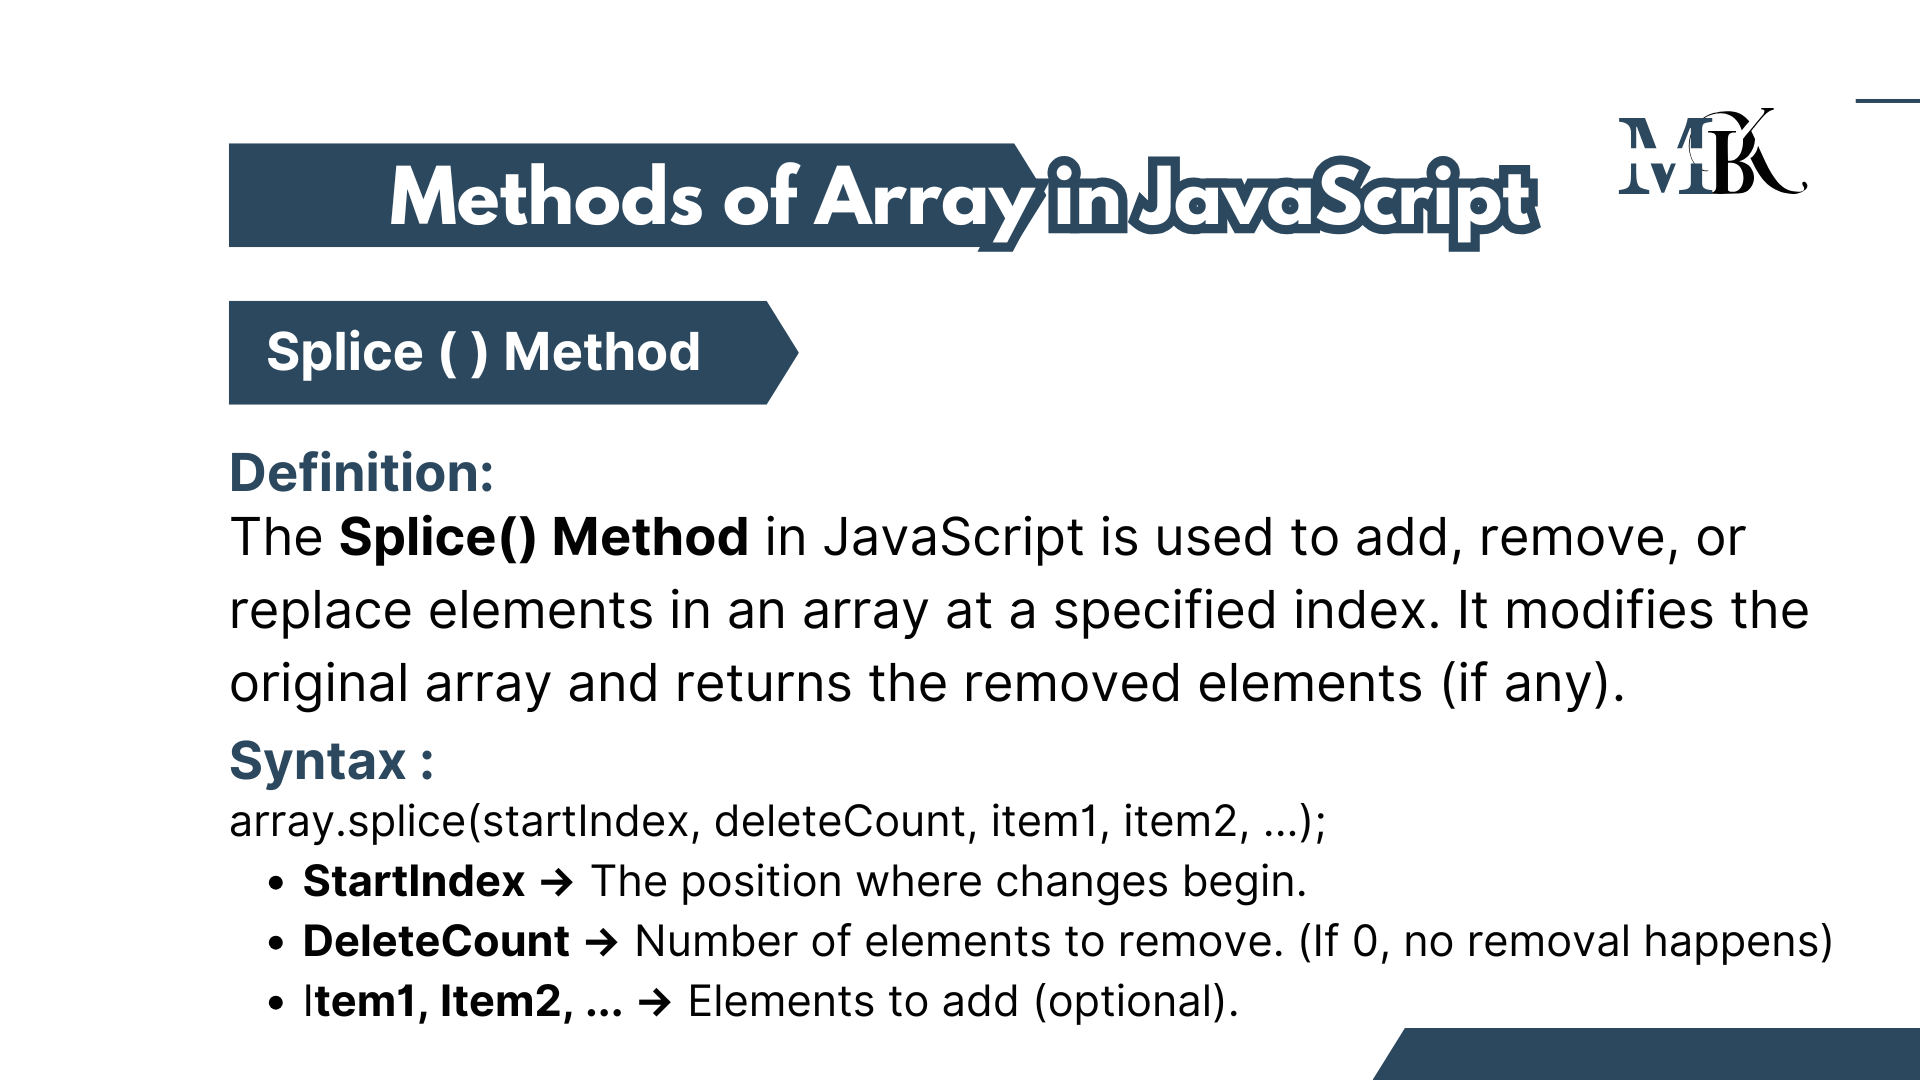 MBK
Methods of Array in JavaScript
Splice ( ) Method
Definition:
The Splice() Method in JavaScript is used to add, remove, or
replace elements in an array at a specified index. It modifies the
original array and returns the removed elements (if any).
Syntax :
array.splice(startIndex, deleteCount, item1, item2, ...);
• StartIndex → The position where changes begin.
• DeleteCount → Number of elements to remove. (If 0, no removal happens)
• Item1, Item2, ... → Elements to add (optional).